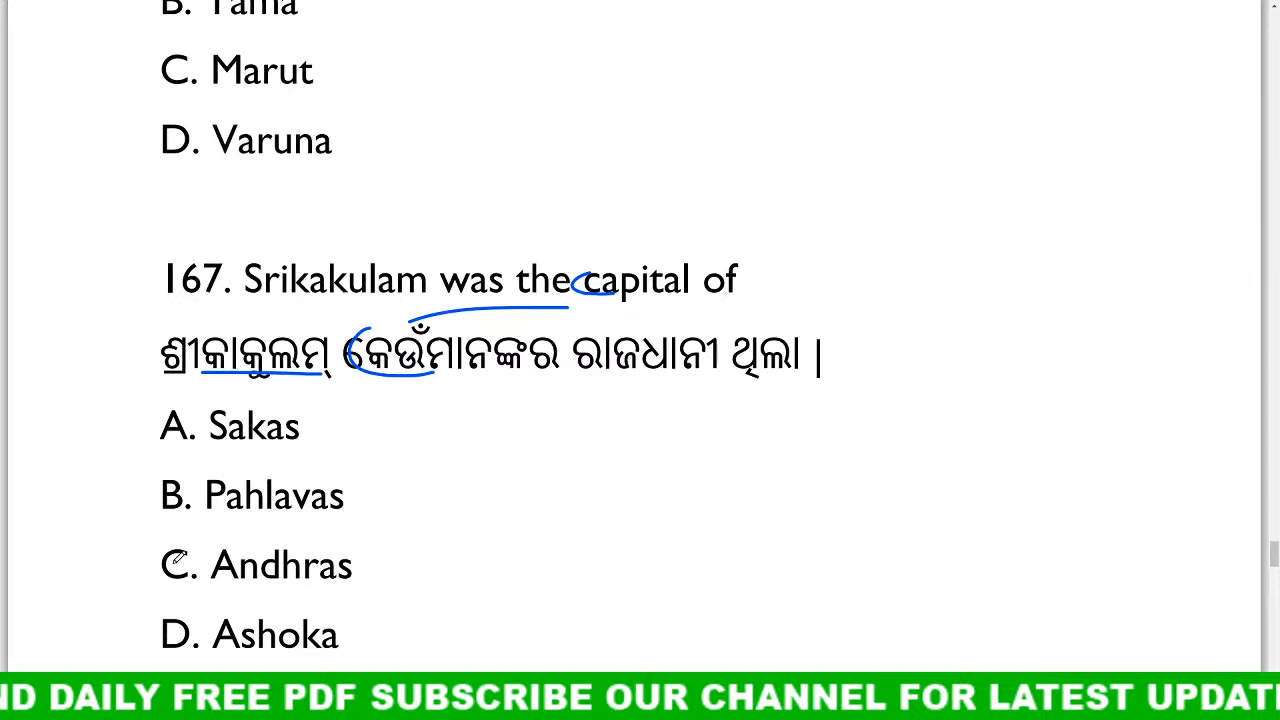 B. Yama
C. Marut
D. Varuna
167. Srikakulam was the capital of
ଶ୍ରୀକାକୁଲମ୍ କେଉଁମାନଙ୍କର ରାଜଧାନୀ ଥିଲା |
A. Sakas
B. Pahlavas
C. Andhras
D. Ashoka
ND DAILY FREE PDF SUBSCRIBE OUR CHANNEL FOR LATEST UPDAT